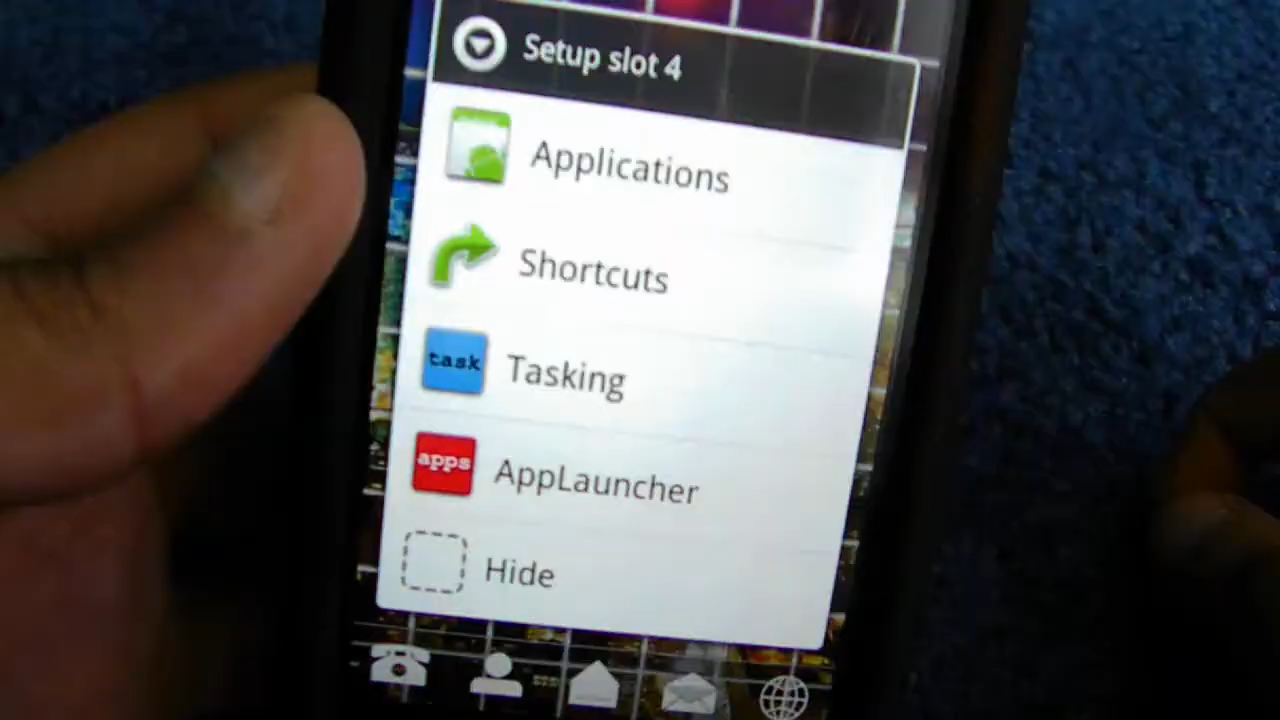 Setup slot 4
Applications
Shortcuts
task
Tasking
apps
AppLauncher
Hide